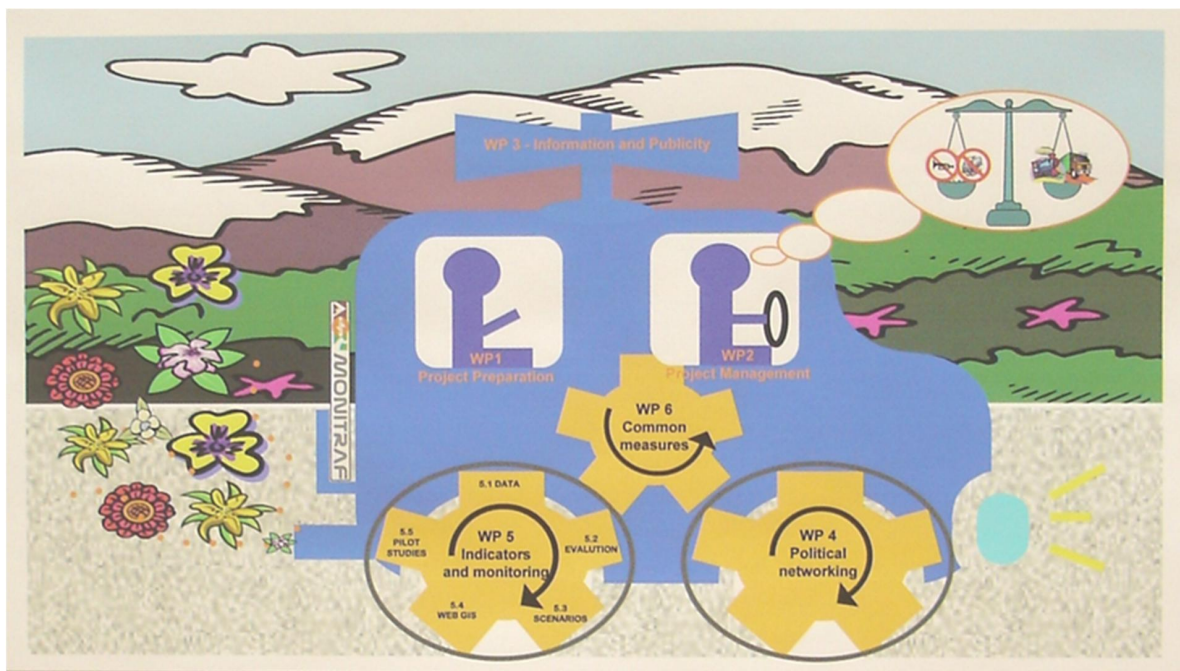 WP 3 - Information and Publicity
WP1
Project Preparation
WP2
Project Management
MONITRAF
WP 6
Common
measures
5.1 DATA
5.5
PILOT
STUDIES
WP 5
Indicators
and monitoring
5.2
EVALUTION
5.4
WEB GIS
5.3
SCENARIOS
WP 4
Political
networking